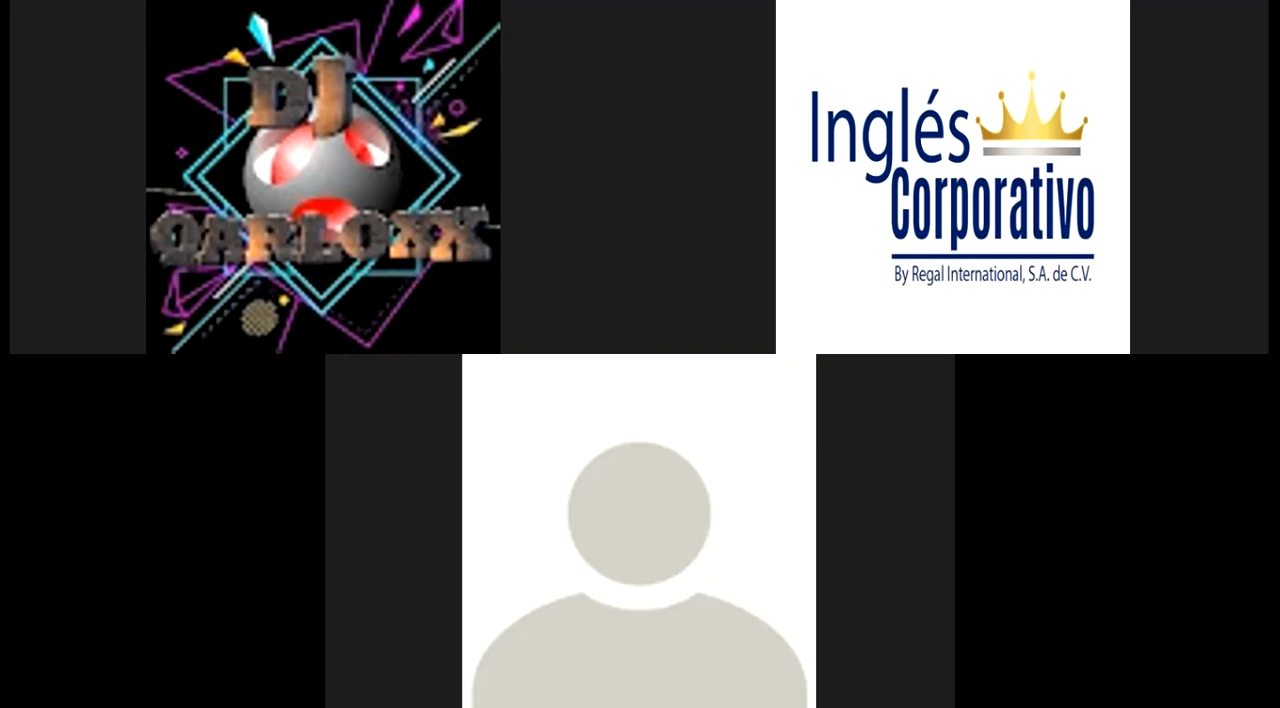 DJ
QARLOXX
Inglés
Corporativo
By Regal International, S.A. de C.V.